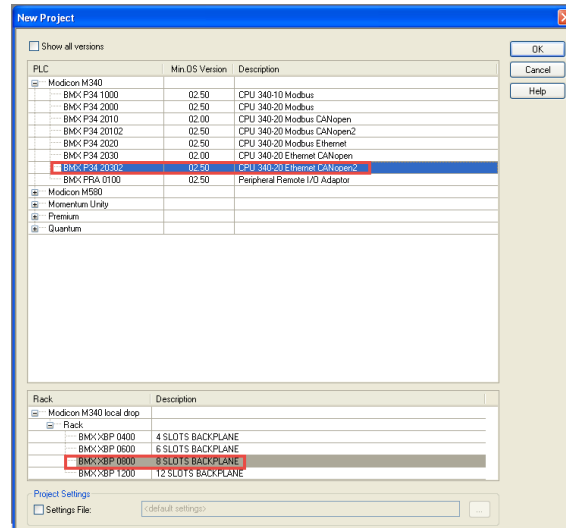 New Project
Show all versions
OK
PLC Min.OS Version Description
Cancel
Modicon M340
Help
BMX P34 1000 02.50 CPU 340-10 Modbus
BMX P34 2000 02.50 CPU 340-20 Modbus
BMX P34 2010 02.00 CPU 340-20 Modbus CANopen
BMX P34 20102 02.50 CPU 340-20 Modbus CANopen2
BMX P34 2020 02.50 CPU 340-20 Modbus Ethernet
BMX P34 2030 02.00 CPU 340-20 Ethernet CANopen
BMX P34 20302 02.50 CPU 340-20 Ethernet CANopen2
BMX PRA 0100 02.50 Peripheral Remote I/O Adaptor
Modicon M580
Momentum Unity
Premium
Quantum
Rack Description
Modicon M340 local drop
Rack
BMX XBP 0400 4 SLOTS BACKPLANE
BMX XBP 0600 6 SLOTS BACKPLANE
BMX XBP 0800 8 SLOTS BACKPLANE
BMX XBP 1200 12 SLOTS BACKPLANE
Project Settings
Settings File: <default settings> ...